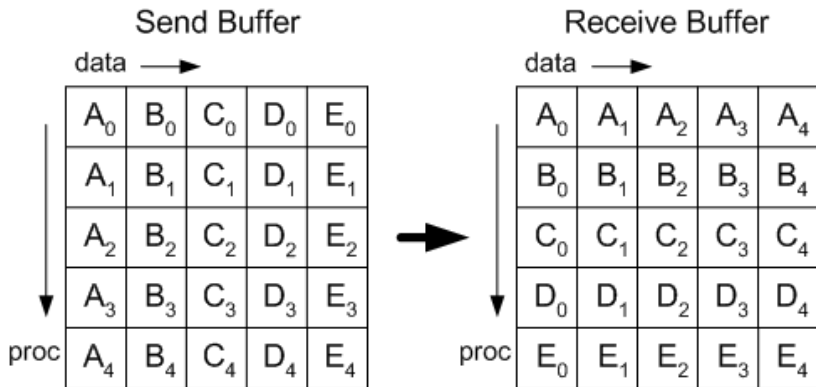 Send Buffer Receive Buffer
data data
A₀ B₀ C₀ D₀ E₀ A₀ A₁ A₂ A₃ A₄
A₁ B₁ C₁ D₁ E₁ B₀ B₁ B₂ B₃ B₄
A₂ B₂ C₂ D₂ E₂ C₀ C₁ C₂ C₃ C₄
A₃ B₃ C₃ D₃ E₃ D₀ D₁ D₂ D₃ D₄
proc A₄ B₄ C₄ D₄ E₄ proc E₀ E₁ E₂ E₃ E₄